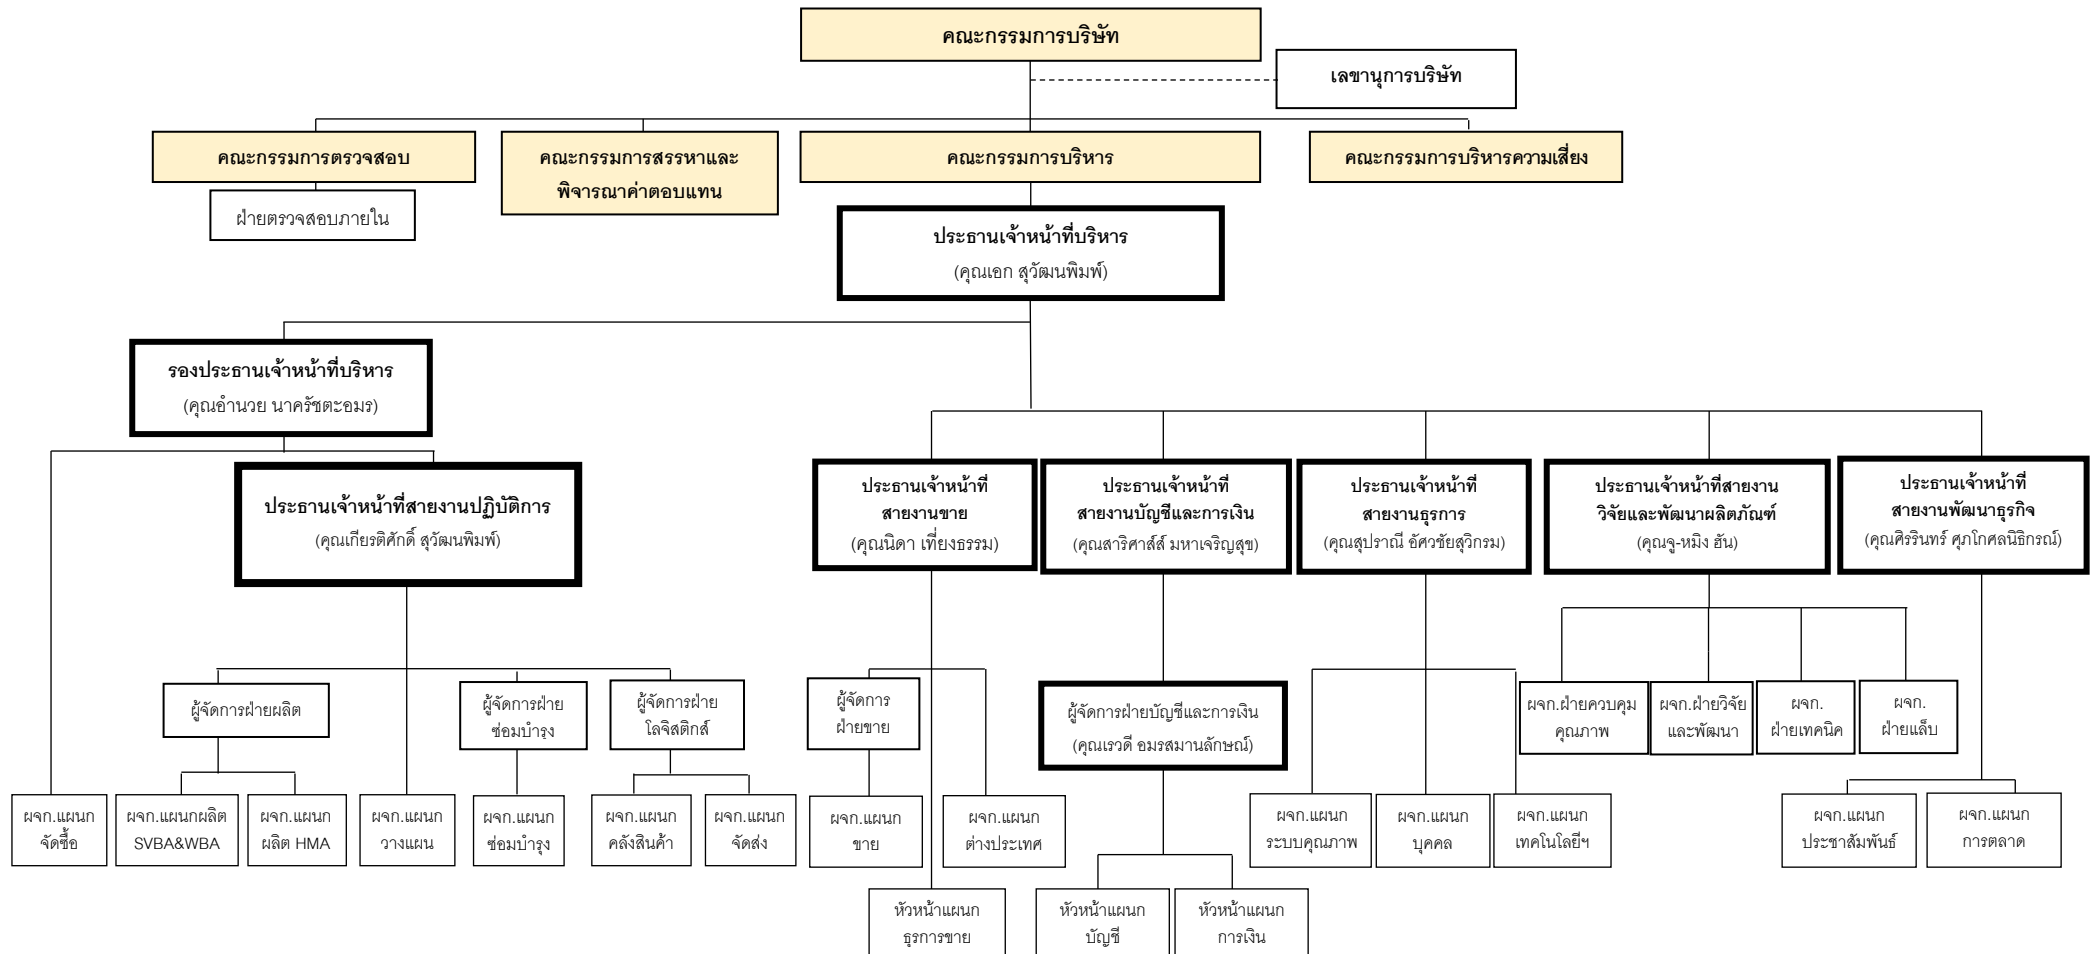 คณะกรรมการบริษัท
เลขานุการบริษัท
คณะกรรมการตรวจสอบ
คณะกรรมการสรรหาและ
พิจารณาค่าตอบแทน
คณะกรรมการบริหาร
คณะกรรมการบริหารความเสี่ยง
ฝ่ายตรวจสอบภายใน
ประธานเจ้าหน้าที่บริหาร
(คุณเอก สุวัฒนพิมพ์)
รองประธานเจ้าหน้าที่บริหาร
(คุณอำนวย นาครัชตะอมร)
ประธานเจ้าหน้าที่สายงานปฏิบัติการ
(คุณเกียรติศักดิ์ สุวัฒนพิมพ์)
ประธานเจ้าหน้าที่
สายงานขาย
(คุณนิดา เที่ยงธรรม)
ประธานเจ้าหน้าที่
สายงานบัญชีและการเงิน
(คุณสาริศาส์ส์ มหาเจริญสุข)
ประธานเจ้าหน้าที่
สายงานธุรการ
(คุณสุปราณี อัศวชัยสุวิกรม)
ประธานเจ้าหน้าที่สายงาน
วิจัยและพัฒนาผลิตภัณฑ์
(คุณจู-หมิง ฮัน)
ประธานเจ้าหน้าที่
สายงานพัฒนาธุรกิจ
(คุณศิรรินทร์ ศุภโกศลนิธิกรณ์)
ผู้จัดการฝ่ายผลิต
ผู้จัดการฝ่าย
ซ่อมบำรุง
ผู้จัดการฝ่าย
โลจิสติกส์
ผู้จัดการ
ฝ่ายขาย
ผู้จัดการฝ่ายบัญชีและการเงิน
(คุณเรวดี อมรสมานลักษณ์)
ผจก.ฝ่ายควบคุม
คุณภาพ
ผจก.ฝ่ายวิจัย
และพัฒนา
ผจก.
ฝ่ายเทคนิค
ผจก.
ฝ่ายแล็บ
ผจก.แผนก
จัดซื้อ
ผจก.แผนกผลิต
SVBA&WBA
ผจก.แผนก
ผลิต HMA
ผจก.แผนก
วางแผน
ผจก.แผนก
ซ่อมบำรุง
ผจก.แผนก
คลังสินค้า
ผจก.แผนก
จัดส่ง
ผจก.แผนก
ขาย
ผจก.แผนก
ต่างประเทศ
ผจก.แผนก
ระบบคุณภาพ
ผจก.แผนก
บุคคล
ผจก.แผนก
เทคโนโลยีฯ
ผจก.แผนก
ประชาสัมพันธ์
ผจก.แผนก
การตลาด
หัวหน้าแผนก
ธุรการขาย
หัวหน้าแผนก
บัญชี
หัวหน้าแผนก
การเงิน